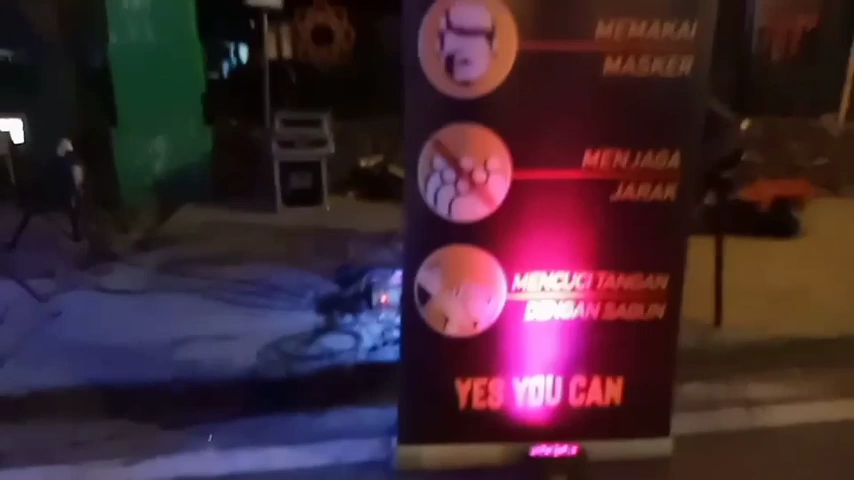 MEMAKAI
MASKER
MENJAGA
JARAK
MENCUCI TANGAN
DENGAN SABUN
YES YOU CAN